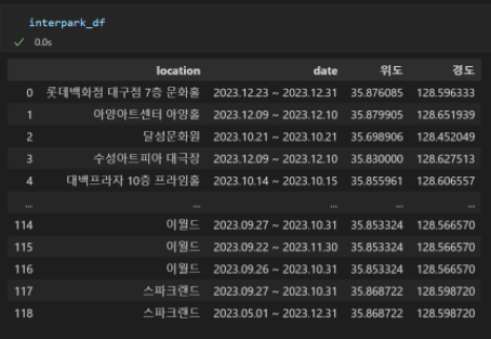 interpark_df
0.0s
location date 위도 경도
0 롯데백화점 대구점 7층 문화홀 2023.12.23 ~ 2023.12.31 35.876085 128.596333
1 아양아트센터 아양홀 2023.12.09 ~ 2023.12.10 35.879905 128.651939
2 달성문화원 2023.10.21 ~ 2023.10.21 35.698906 128.452049
3 수성아트피아 대극장 2023.12.09 ~ 2023.12.10 35.830000 128.627513
4 대백프라자 10층 프라임홀 2023.10.14 ~ 2023.10.15 35.855961 128.606557
... ... ... ... ...
114 이월드 2023.09.27 ~ 2023.10.31 35.853324 128.566570
115 이월드 2023.09.22 ~ 2023.11.30 35.853324 128.566570
116 이월드 2023.09.26 ~ 2023.10.31 35.853324 128.566570
117 스파크랜드 2023.09.27 ~ 2023.10.31 35.868722 128.598720
118 스파크랜드 2023.05.01 ~ 2023.12.31 35.868722 128.598720